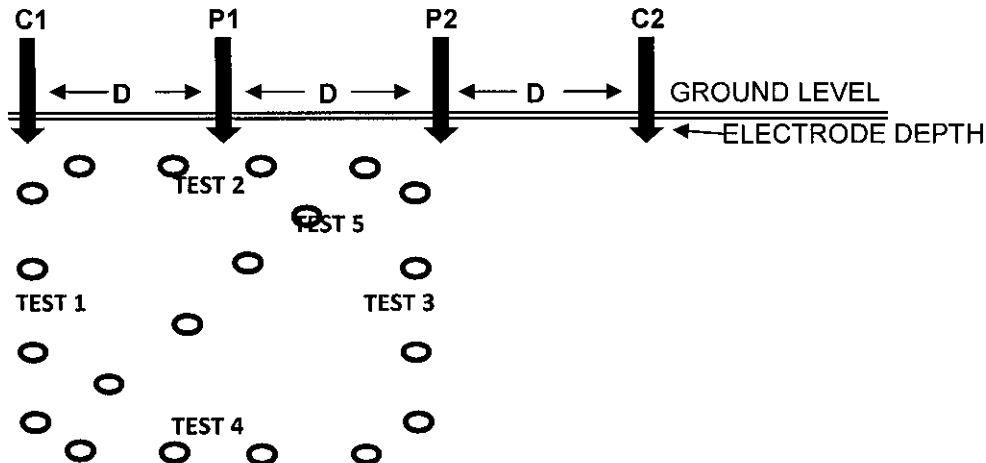 C1 P1 P2 C2
D D D
GROUND LEVEL
ELECTRODE DEPTH
TEST 2
TEST 5
TEST 1 TEST 3
TEST 4